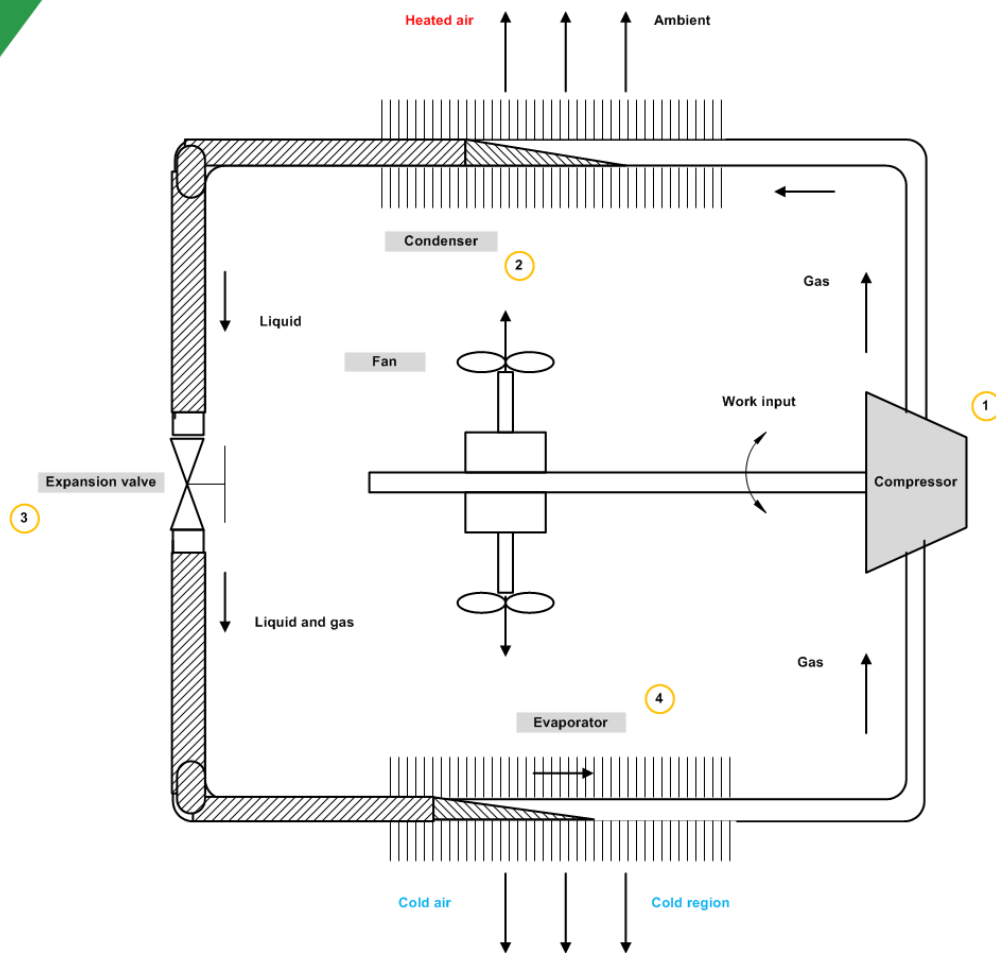 Heated air
Ambient
Condenser
2
Gas
Liquid
Fan
Work input
1
Expansion valve
Compressor
3
Liquid and gas
Gas
4
Evaporator
Cold air
Cold region